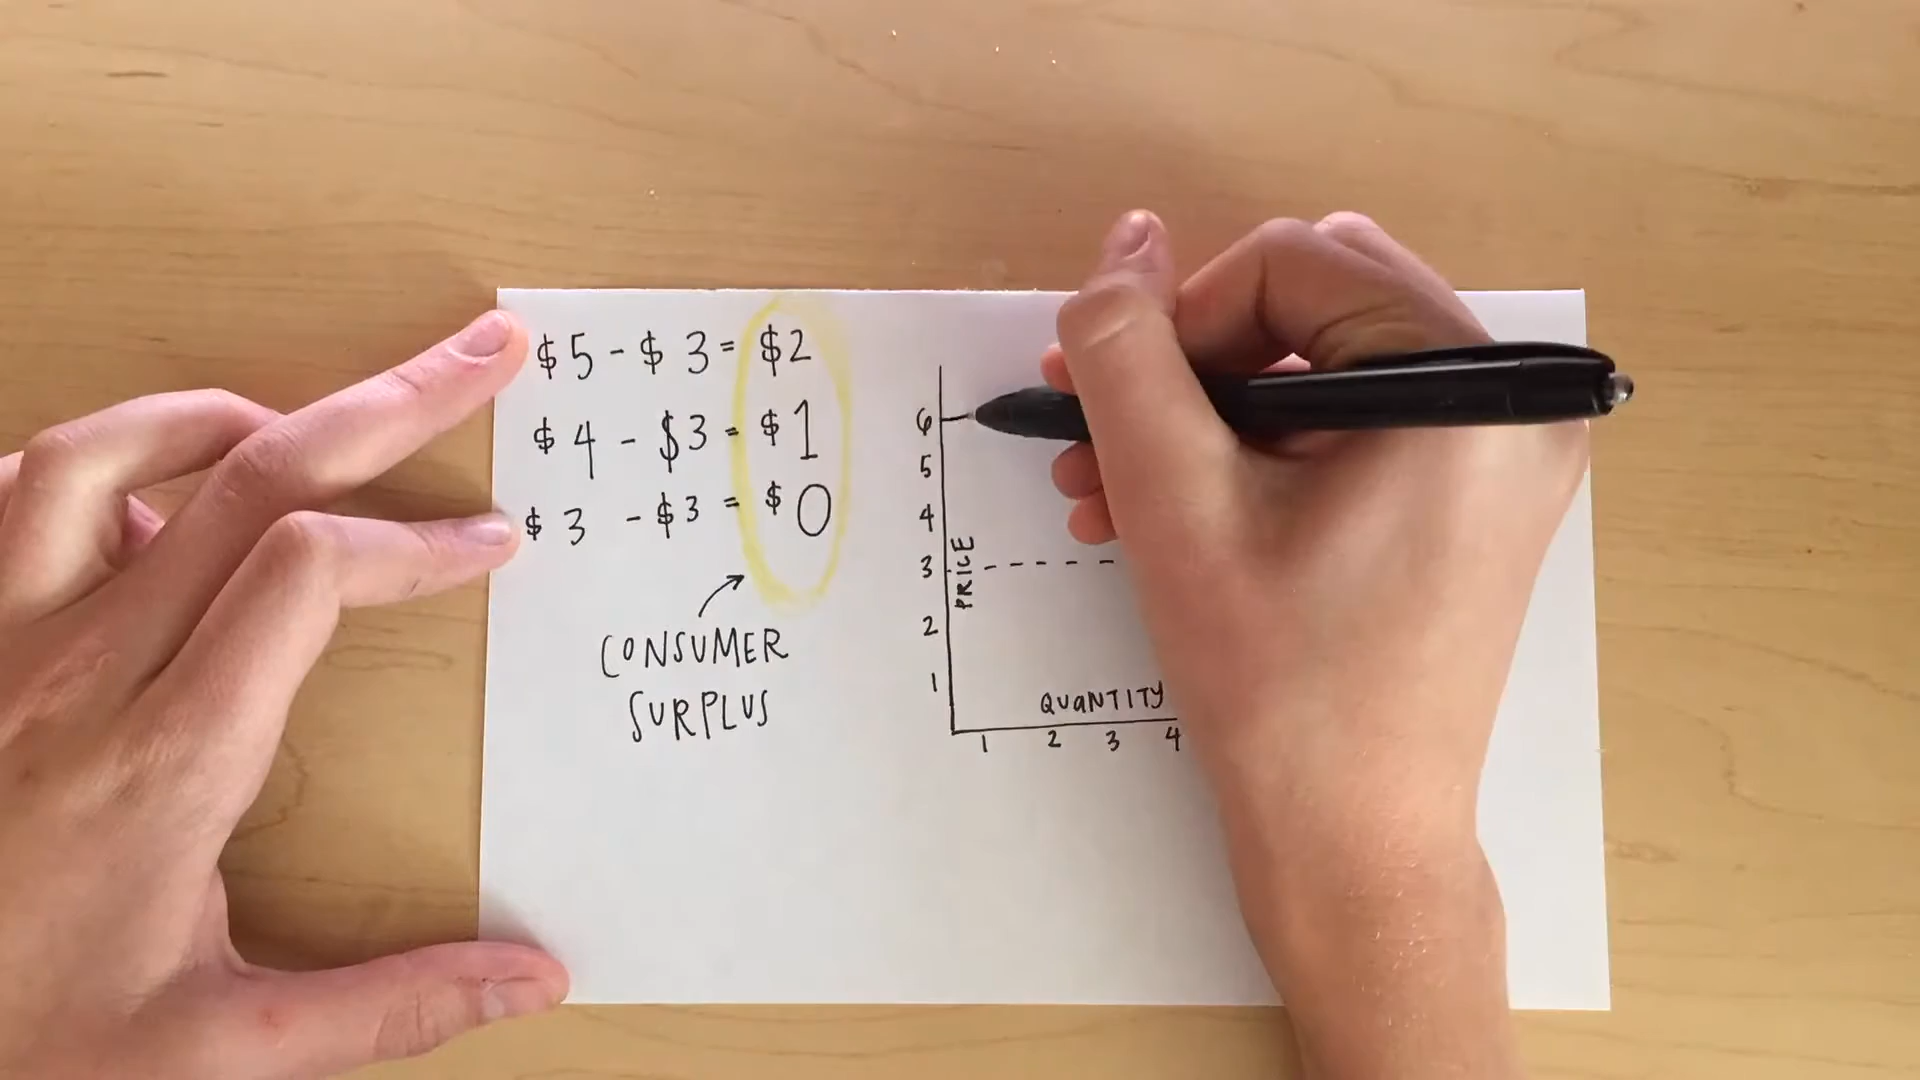 $5 - $3 = $2
$4 - $3 = $1
$3 - $3 = $0
CONSUMER
SURPLUS
6
5
4
3
2
1
PRICE
QUANTITY
1 2 3 4